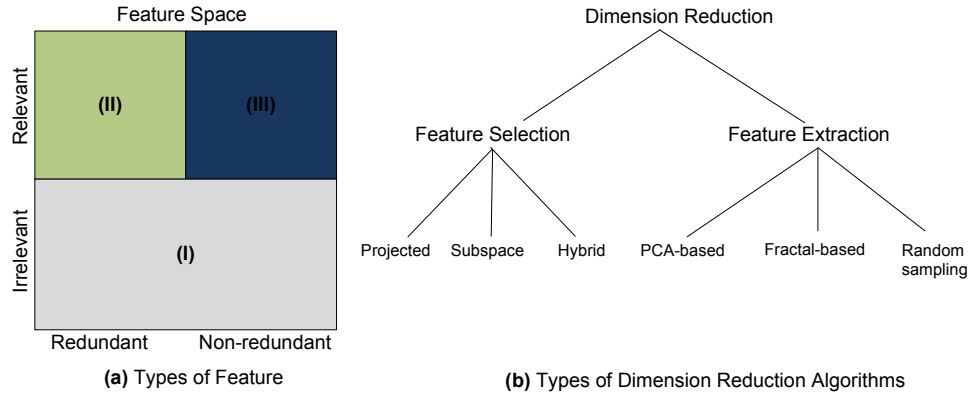 Feature Space
Relevant
(II)
(III)
Irrelevant
(I)
Redundant
Non-redundant
(a) Types of Feature
Dimension Reduction
Feature Selection
Feature Extraction
Projected
Subspace
Hybrid
PCA-based
Fractal-based
Random
sampling
(b) Types of Dimension Reduction Algorithms